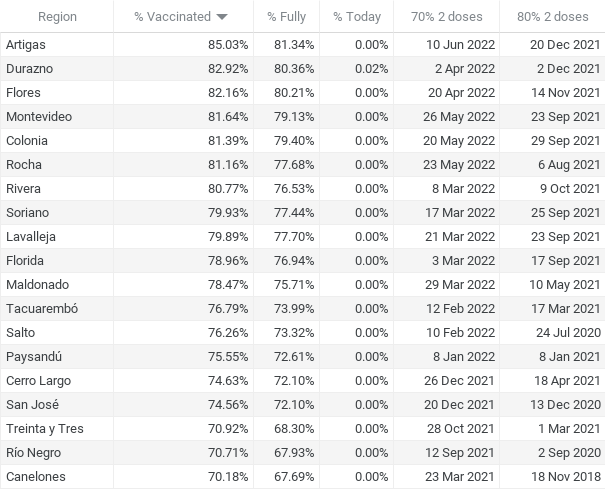 Region % Vaccinated % Fully % Today 70% 2 doses 80% 2 doses
Artigas 85.03% 81.34% 0.00% 10 Jun 2022 20 Dec 2021
Durazno 82.92% 80.36% 0.02% 2 Apr 2022 2 Dec 2021
Flores 82.16% 80.21% 0.00% 20 Apr 2022 14 Nov 2021
Montevideo 81.64% 79.13% 0.00% 26 May 2022 23 Sep 2021
Colonia 81.39% 79.40% 0.00% 20 May 2022 29 Sep 2021
Rocha 81.16% 77.68% 0.00% 23 May 2022 6 Aug 2021
Rivera 80.77% 76.53% 0.00% 8 Mar 2022 9 Oct 2021
Soriano 79.93% 77.44% 0.00% 17 Mar 2022 25 Sep 2021
Lavalleja 79.89% 77.70% 0.00% 21 Mar 2022 23 Sep 2021
Florida 78.96% 76.94% 0.00% 3 Mar 2022 17 Sep 2021
Maldonado 78.47% 75.71% 0.00% 29 Mar 2022 10 May 2021
Tacuarembó 76.79% 73.99% 0.00% 12 Feb 2022 17 Mar 2021
Salto 76.26% 73.32% 0.00% 10 Feb 2022 24 Jul 2020
Paysandú 75.55% 72.61% 0.00% 8 Jan 2022 8 Jan 2021
Cerro Largo 74.63% 72.10% 0.00% 26 Dec 2021 18 Apr 2021
San José 74.56% 72.10% 0.00% 20 Dec 2021 13 Dec 2020
Treinta y Tres 70.92% 68.30% 0.00% 28 Oct 2021 1 Mar 2021
Río Negro 70.71% 67.93% 0.00% 12 Sep 2021 2 Sep 2020
Canelones 70.18% 67.69% 0.00% 23 Mar 2021 18 Nov 2018